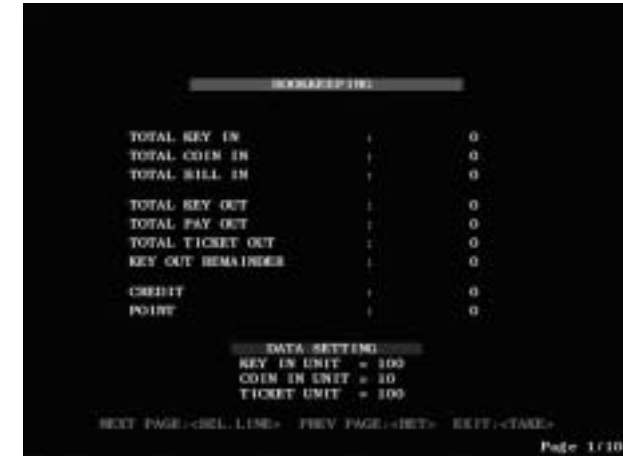 BOOKKEEPING
TOTAL KEY IN : 0
TOTAL COIN IN : 0
TOTAL BILL IN : 0
TOTAL KEY OUT : 0
TOTAL PAY OUT : 0
TOTAL TICKET OUT : 0
KEY OUT REMAINDER : 0
CREDIT : 0
POINT : 0
DATA SETTING
KEY IN UNIT = 100
COIN IN UNIT = 10
TICKET UNIT = 100
NEXT PAGE:<SEL.LINE> PREV PAGE:<BET> EXIT:<TAKE>
Page 1/10